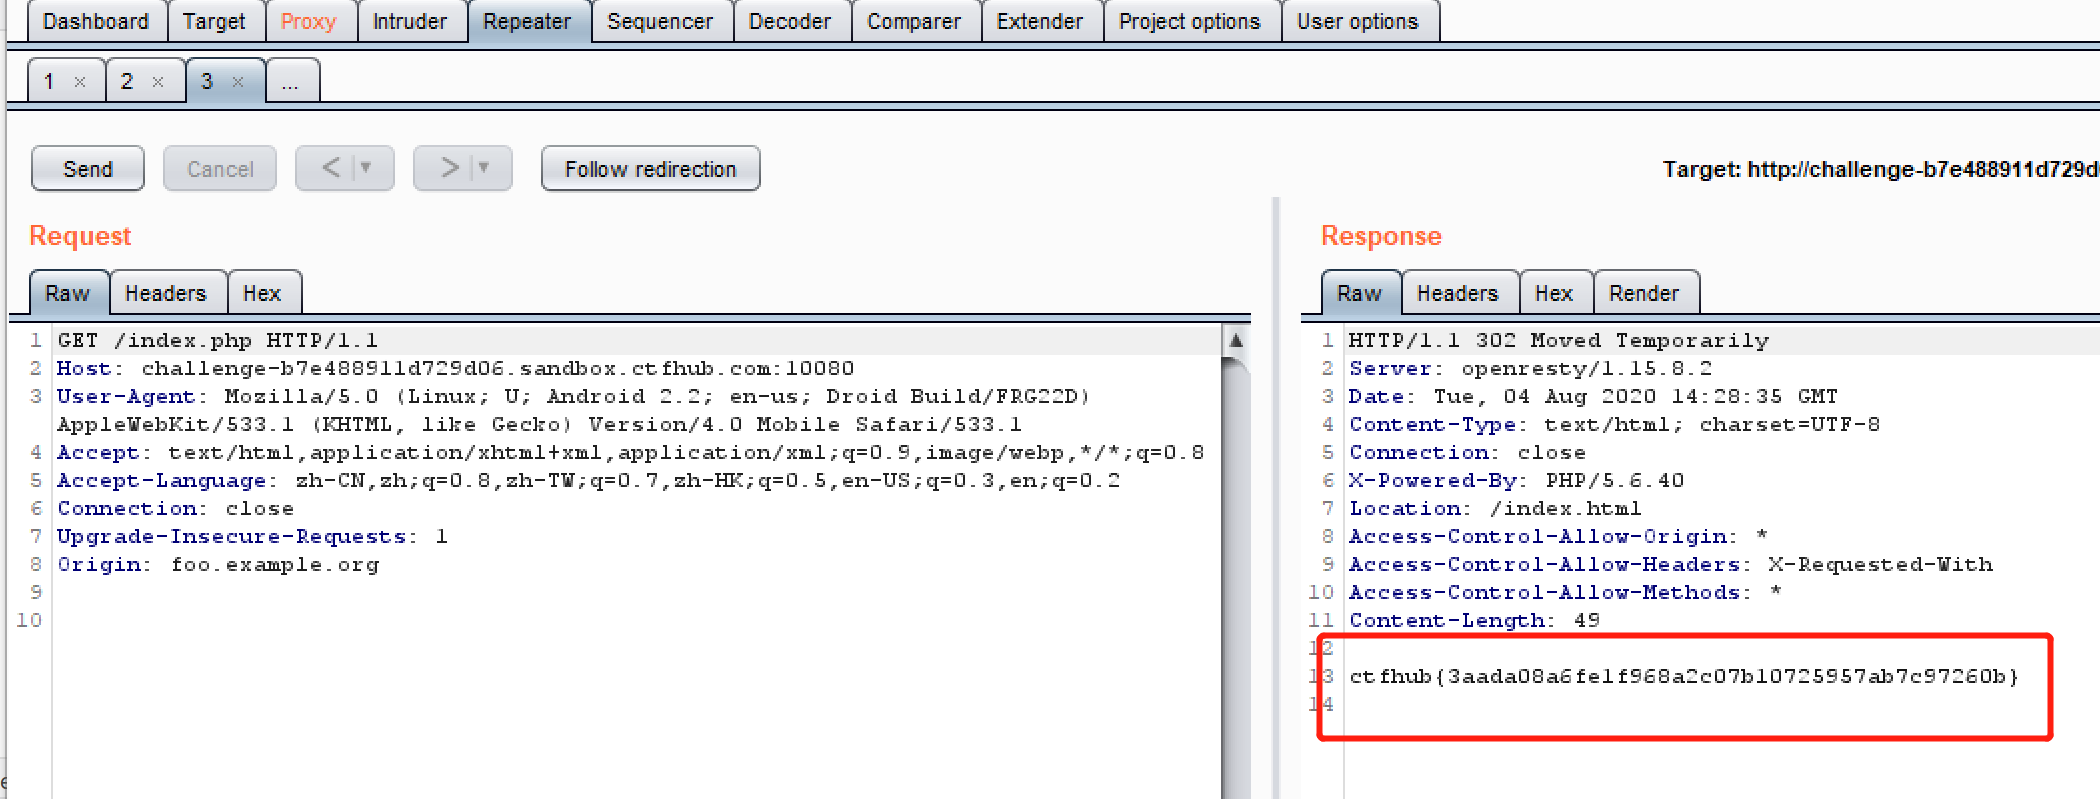 Dashboard Target Proxy Intruder Repeater Sequencer Decoder Comparer Extender Project options User options
1 × 2 × 3 × ...
Send Cancel < ▼ > ▼ Follow redirection
Target: http://challenge-b7e488911d729d
Request
Raw Headers Hex
1 GET /index.php HTTP/1.1
2 Host: challenge-b7e488911d729d06.sandbox.ctfhub.com:10080
3 User-Agent: Mozilla/5.0 (Linux; U; Android 2.2; en-us; Droid Build/FRG22D)
AppleWebKit/533.1 (KHTML, like Gecko) Version/4.0 Mobile Safari/533.1
4 Accept: text/html,application/xhtml+xml,application/xml;q=0.9,image/webp,*/*;q=0.8
5 Accept-Language: zh-CN,zh;q=0.8,zh-TW;q=0.7,zh-HK;q=0.5,en-US;q=0.3,en;q=0.2
6 Connection: close
7 Upgrade-Insecure-Requests: 1
8 Origin: foo.example.org
9
10
Response
Raw Headers Hex Render
1 HTTP/1.1 302 Moved Temporarily
2 Server: openresty/1.15.8.2
3 Date: Tue, 04 Aug 2020 14:28:35 GMT
4 Content-Type: text/html; charset=UTF-8
5 Connection: close
6 X-Powered-By: PHP/5.6.40
7 Location: /index.html
8 Access-Control-Allow-Origin: *
9 Access-Control-Allow-Headers: X-Requested-With
10 Access-Control-Allow-Methods: *
11 Content-Length: 49
12
13 ctfhub{3aada08a6fe1f968a2c07b10725957ab7c97260b}
14